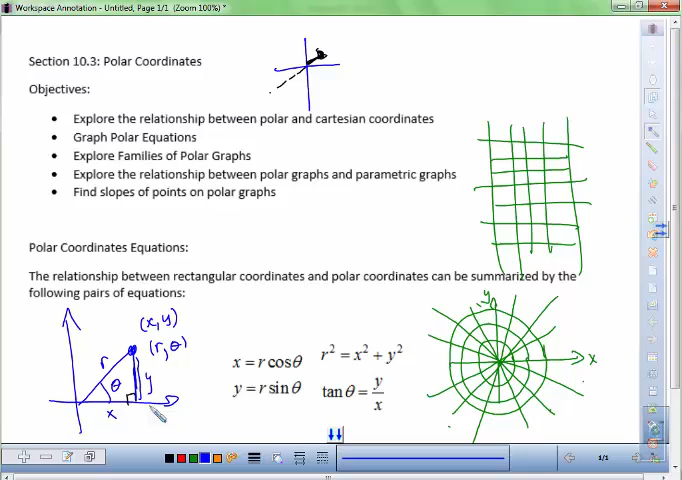 Workspace Annotation - Untitled, Page 1/1 (Zoom 100%) *
Section 10.3: Polar Coordinates
Objectives:
• Explore the relationship between polar and cartesian coordinates
• Graph Polar Equations
• Explore Families of Polar Graphs
• Explore the relationship between polar graphs and parametric graphs
• Find slopes of points on polar graphs
Polar Coordinates Equations:
The relationship between rectangular coordinates and polar coordinates can be summarized by the
following pairs of equations:
(x, y)
(r, θ)
r
θ
y
x
x = r cos θ
y = r sin θ
r² = x² + y²
tan θ = y/x
y
x
1/1